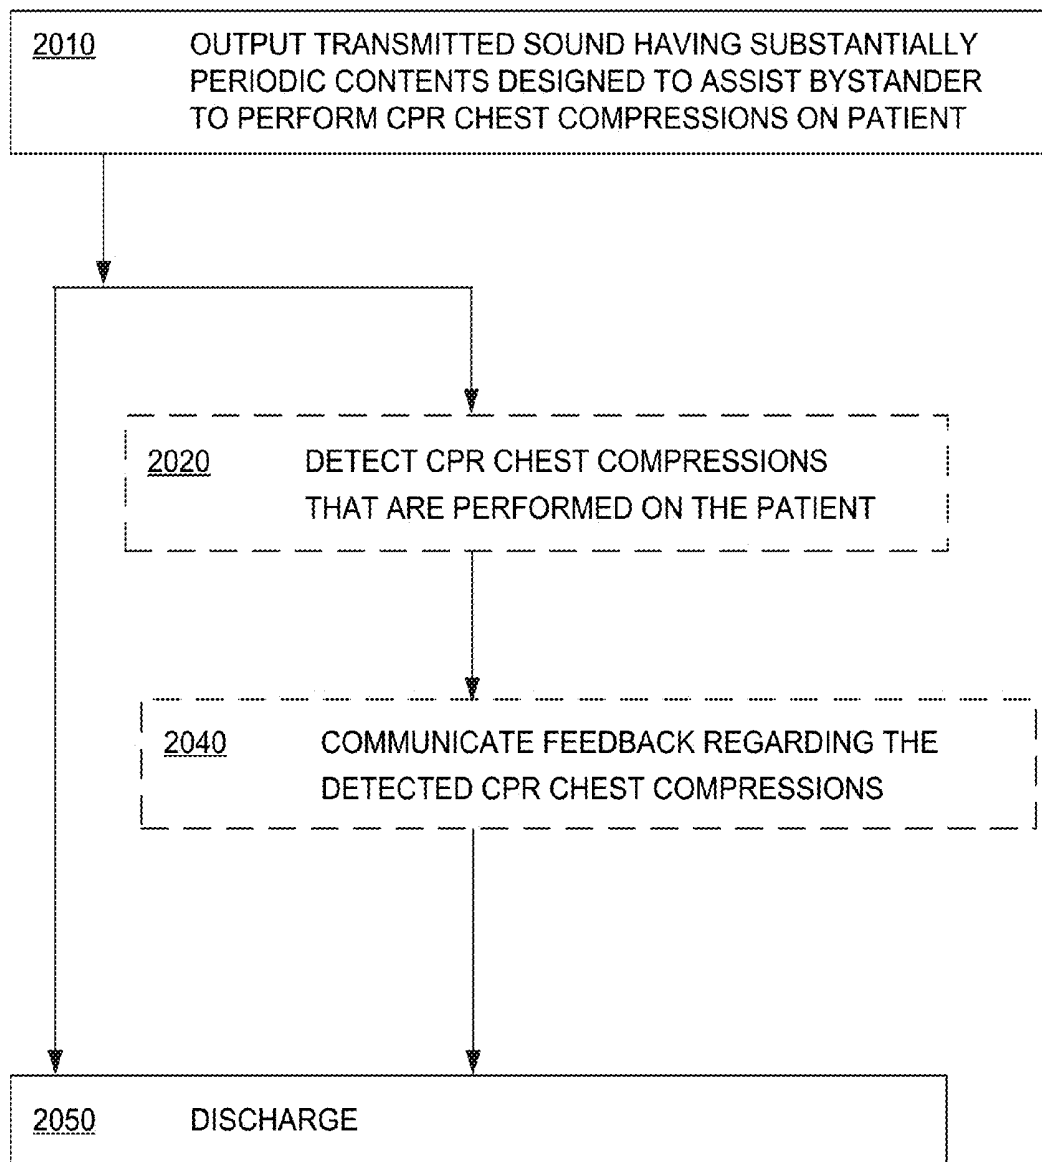 2010 OUTPUT TRANSMITTED SOUND HAVING SUBSTANTIALLY
PERIODIC CONTENTS DESIGNED TO ASSIST BYSTANDER
TO PERFORM CPR CHEST COMPRESSIONS ON PATIENT
2020 DETECT CPR CHEST COMPRESSIONS
THAT ARE PERFORMED ON THE PATIENT
2040 COMMUNICATE FEEDBACK REGARDING THE
DETECTED CPR CHEST COMPRESSIONS
2050 DISCHARGE